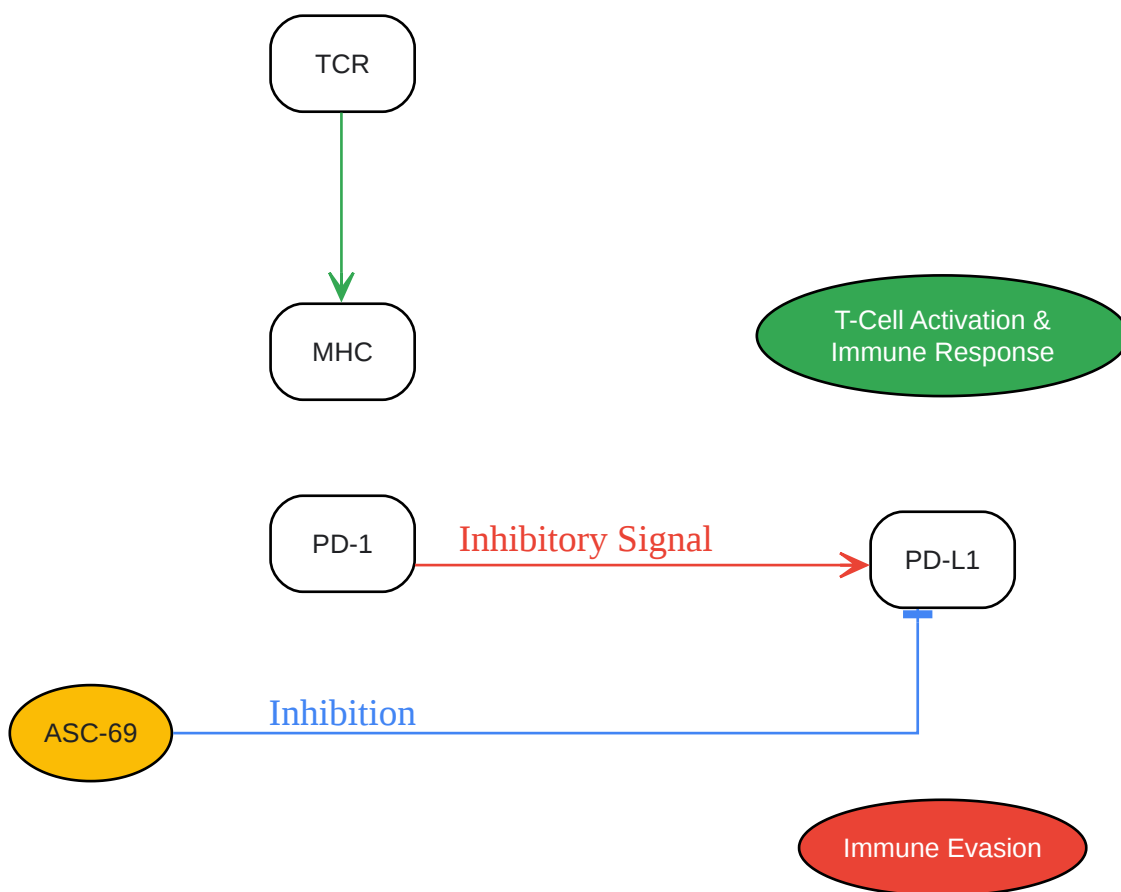 TCR
T-Cell Activation &
Immune Response
MHC
PD-1
Inhibitory Signal
PD-L1
Inhibition
ASC-69
Immune Evasion